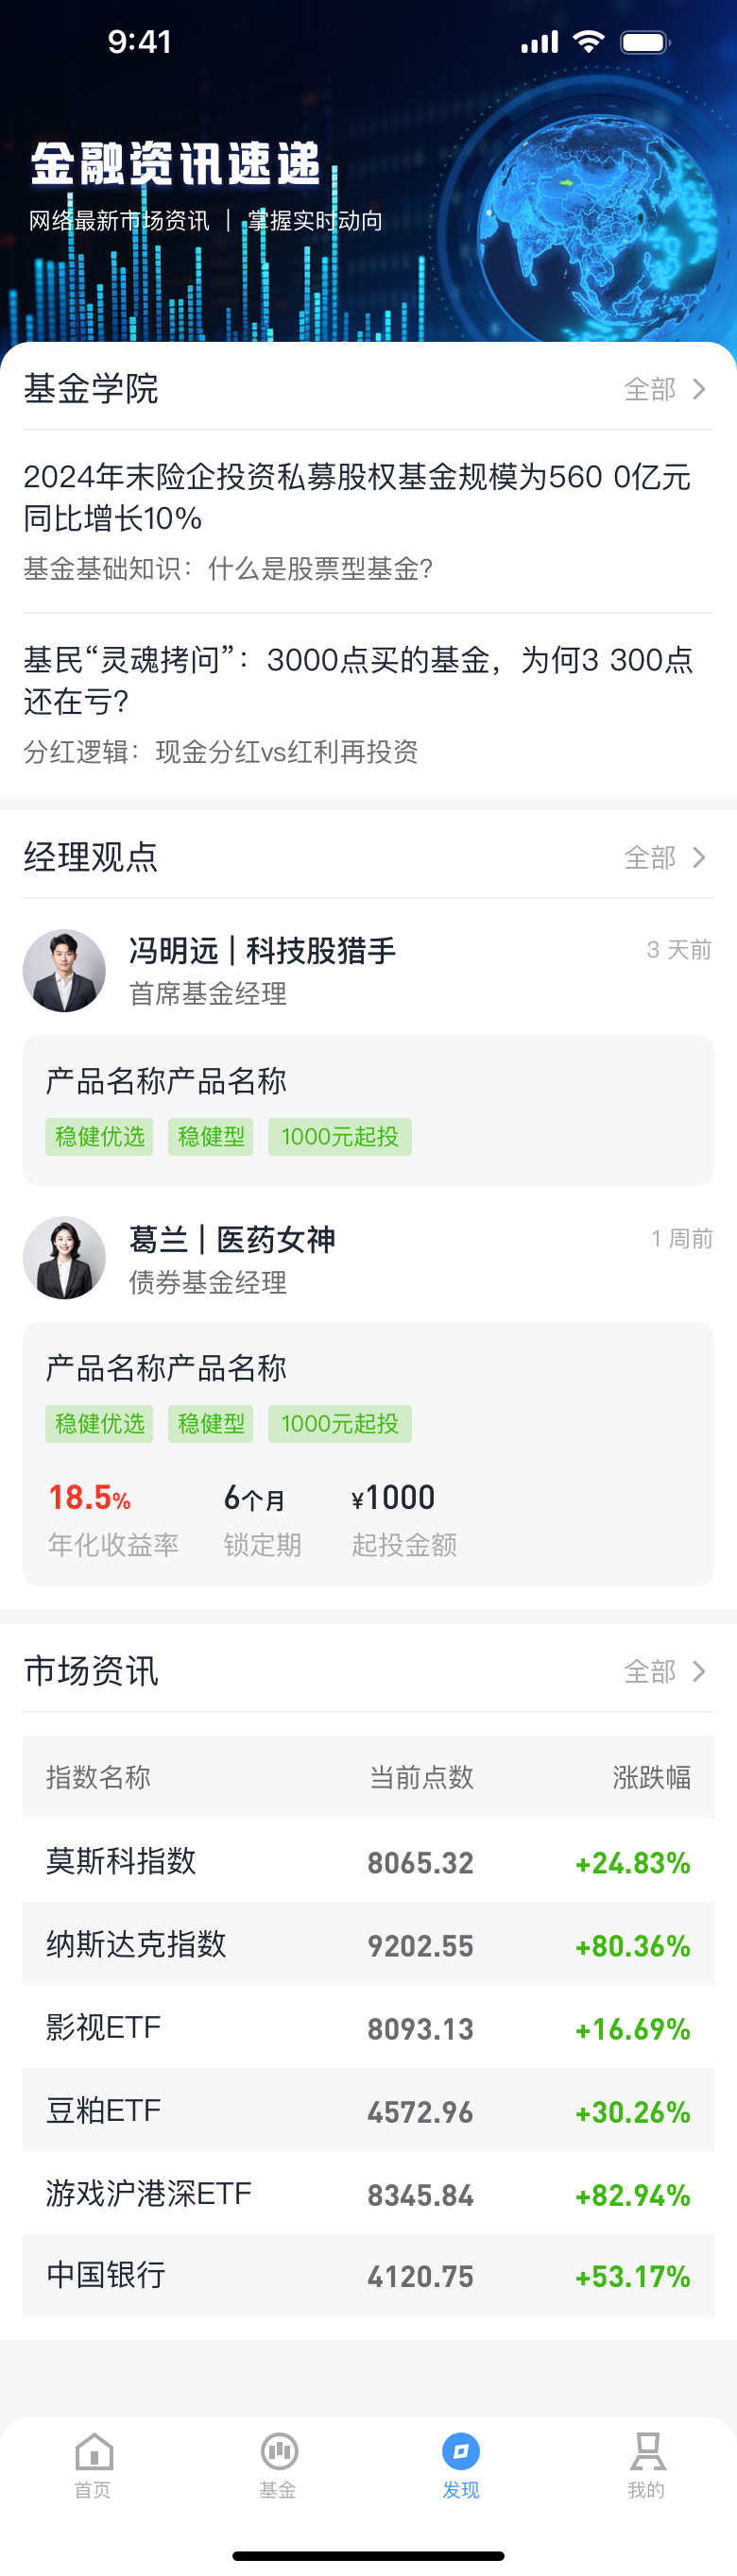 9:41
金融资讯速递
网络最新市场资讯 | 掌握实时动向
基金学院
全部
2024年末险企投资私募股权基金规模为560 0亿元
同比增长10%
基金基础知识：什么是股票型基金?
基民“灵魂拷问”：3000点买的基金，为何3 300点
还在亏?
分红逻辑：现金分红vs红利再投资
经理观点
全部
冯明远 | 科技股猎手
3 天前
首席基金经理
产品名称产品名称
稳健优选 稳健型 1000元起投
葛兰 | 医药女神
1 周前
债券基金经理
产品名称产品名称
稳健优选 稳健型 1000元起投
18.5% 6个月 ¥1000
年化收益率 锁定期 起投金额
市场资讯
全部
指数名称 当前点数 涨跌幅
莫斯科指数 8065.32 +24.83%
纳斯达克指数 9202.55 +80.36%
影视ETF 8093.13 +16.69%
豆粕ETF 4572.96 +30.26%
游戏沪港深ETF 8345.84 +82.94%
中国银行 4120.75 +53.17%
首页 基金 发现 我的